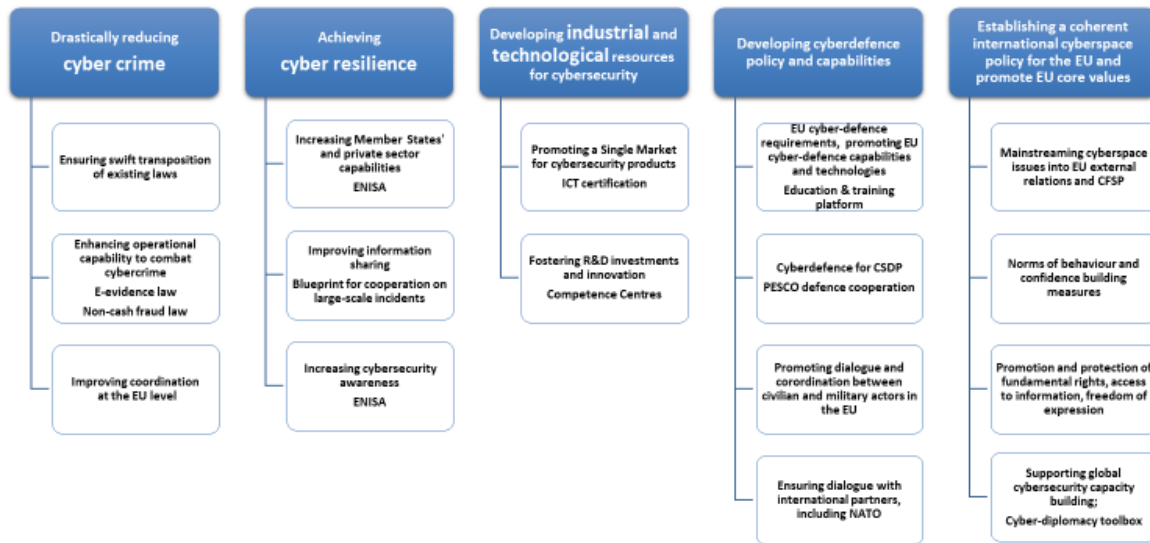 Drastically reducing
cyber crime
Ensuring swift transposition
of existing laws
Enhancing operational
capability to combat
cybercrime
E-evidence law
Non-cash fraud law
Improving coordination
at the EU level
Achieving
cyber resilience
Increasing Member States'
and private sector
capabilities
ENISA
Improving information
sharing
Blueprint for cooperation on
large-scale incidents
Increasing cybersecurity
awareness
ENISA
Developing industrial and
technological resources
for cybersecurity
Promoting a Single Market
for cybersecurity products
ICT certification
Fostering R&D investments
and innovation
Competence Centres
Developing cyberdefence
policy and capabilities
EU cyber-defence
requirements, promoting EU
cyber-defence capabilities
and technologies
Education & training
platform
Cyberdefence for CSDP
PESCO defence cooperation
Promoting dialogue and
corordination between
civilian and military actors in
the EU
Ensuring dialogue with
international partners,
including NATO
Establishing a coherent
international cyberspace
policy for the EU and
promote EU core values
Mainstreaming cyberspace
issues into EU external
relations and CFSP
Norms of behaviour and
confidence building
measures
Promotion and protection of
fundamental rights, access
to information, freedom of
expression
Supporting global
cybersecurity capacity
building;
Cyber-diplomacy toolbox